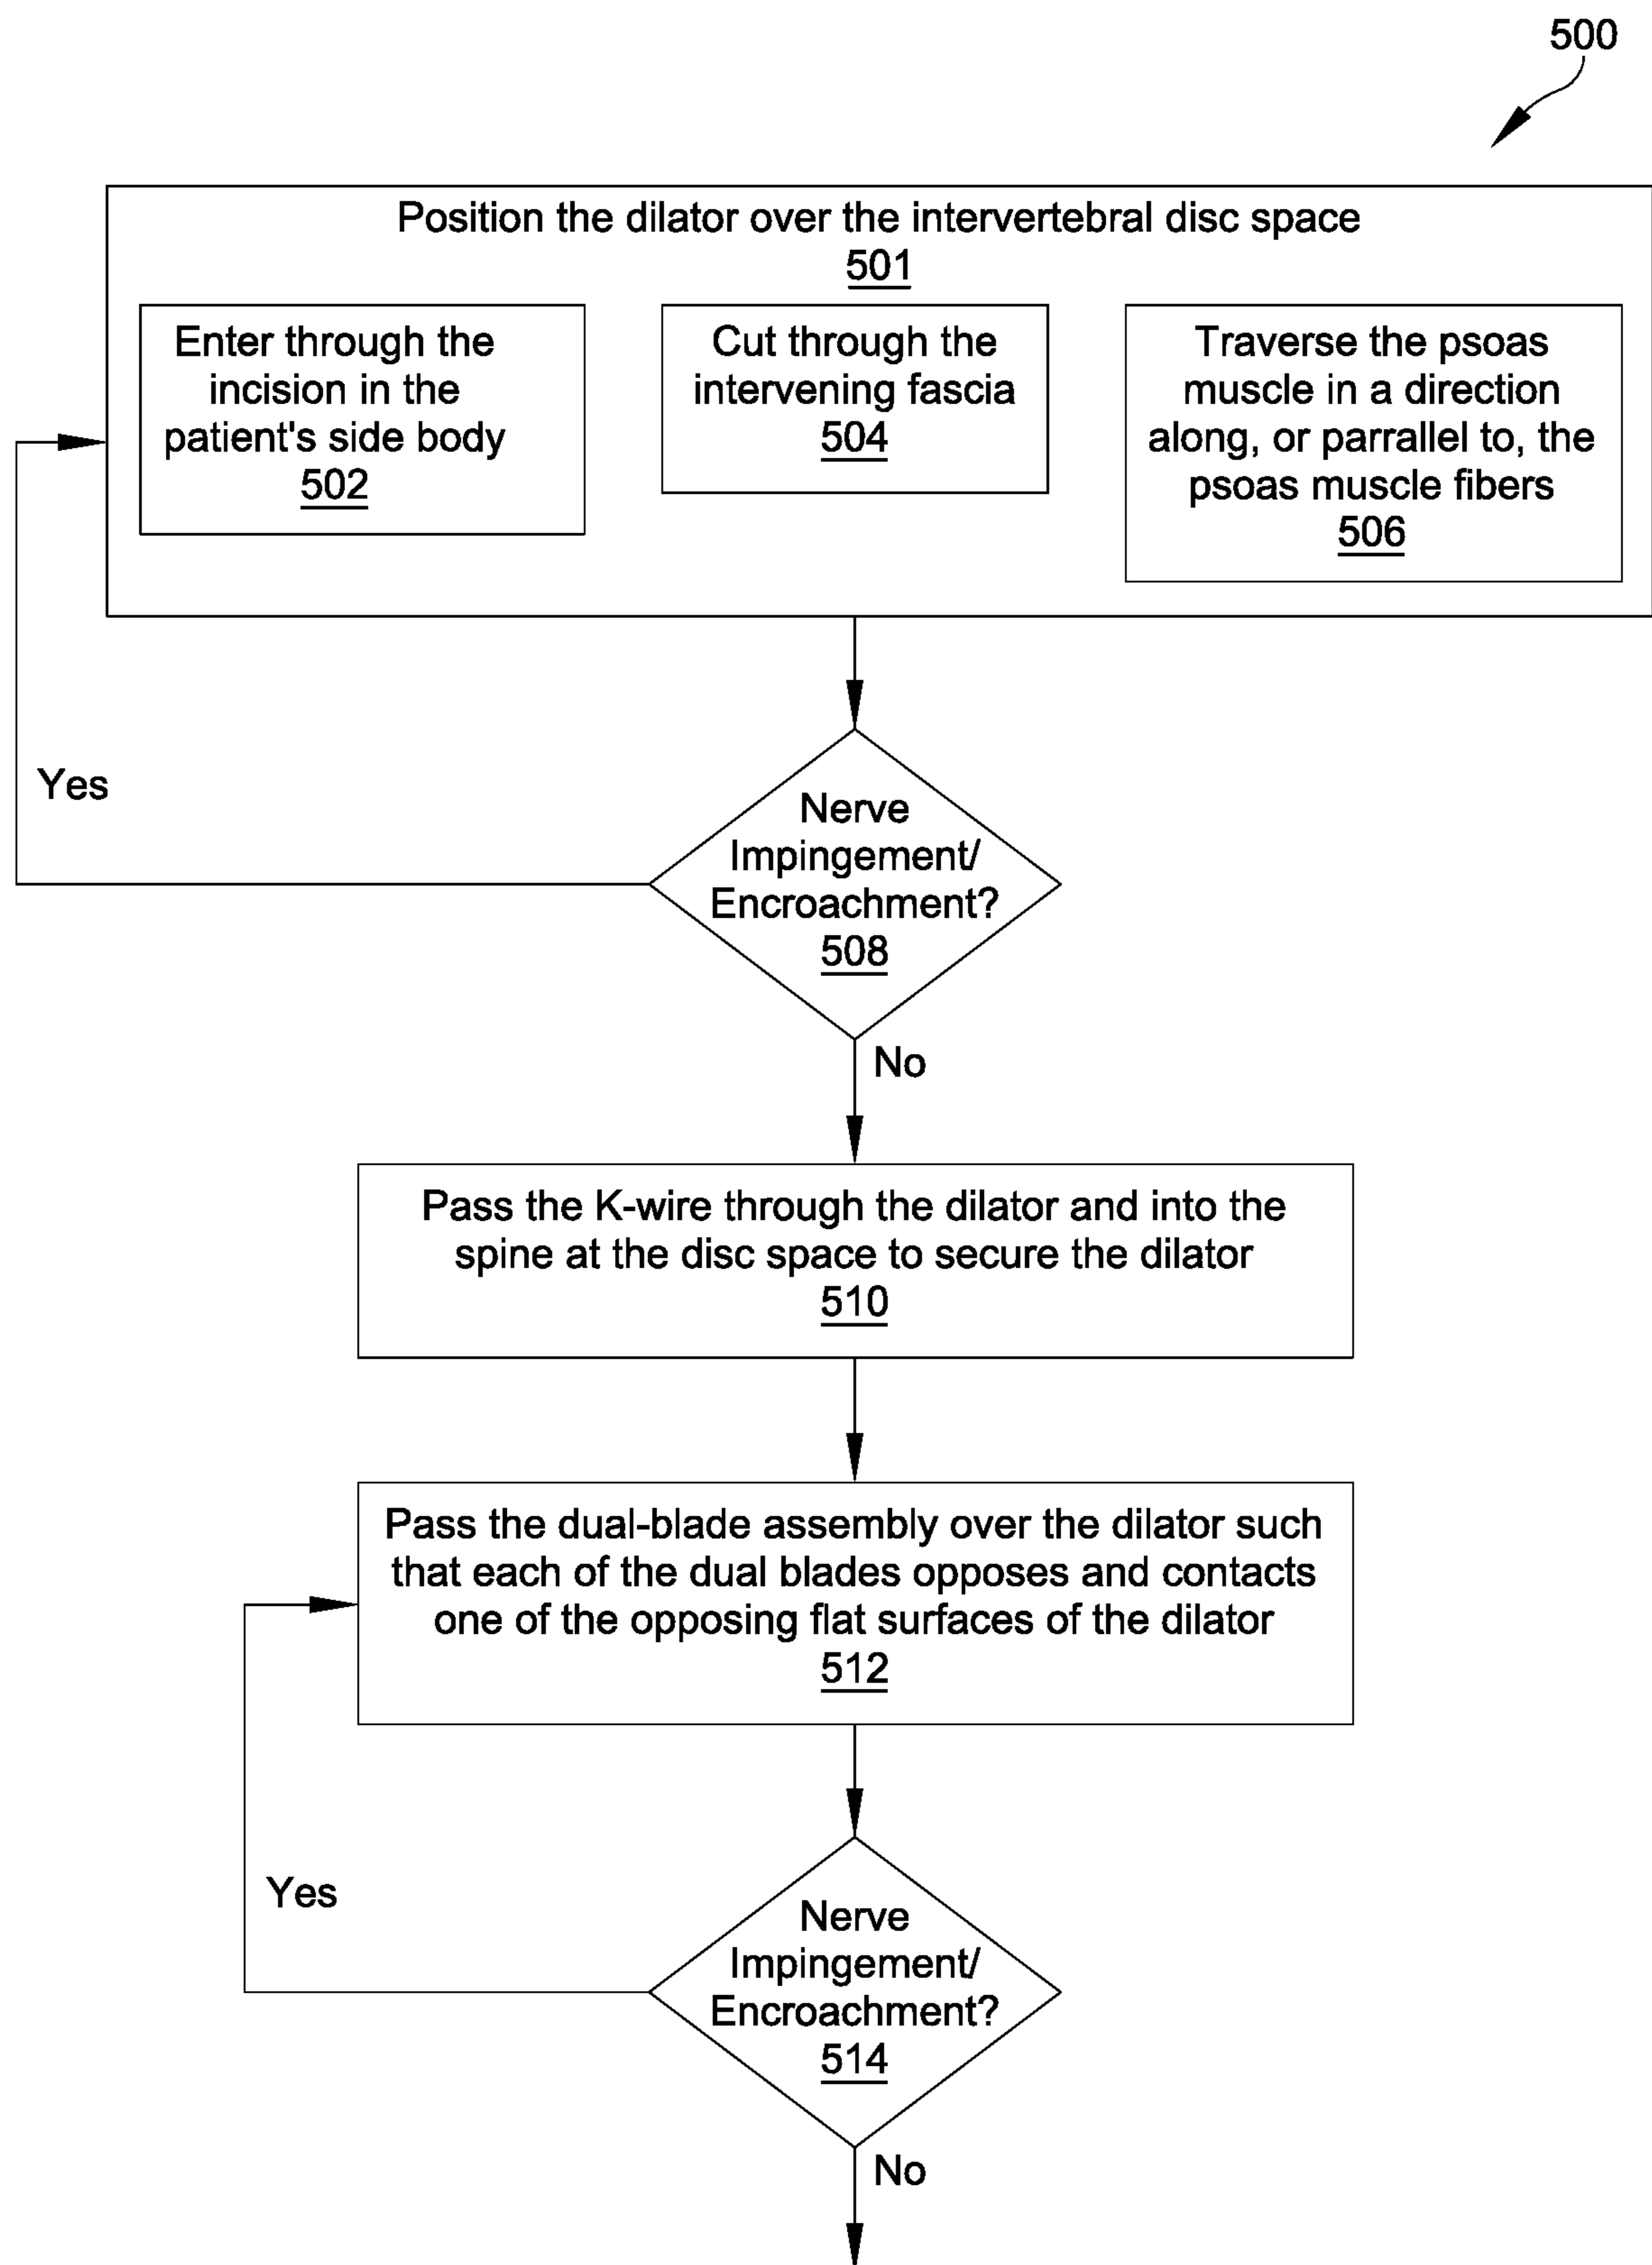 500
Position the dilator over the intervertebral disc space
501
Enter through the
incision in the
patient's side body
502
Cut through the
intervening fascia
504
Traverse the psoas
muscle in a direction
along, or parrallel to, the
psoas muscle fibers
506
Yes
Nerve
Impingement/
Encroachment?
508
No
Pass the K-wire through the dilator and into the
spine at the disc space to secure the dilator
510
Pass the dual-blade assembly over the dilator such
that each of the dual blades opposes and contacts
one of the opposing flat surfaces of the dilator
512
Yes
Nerve
Impingement/
Encroachment?
514
No